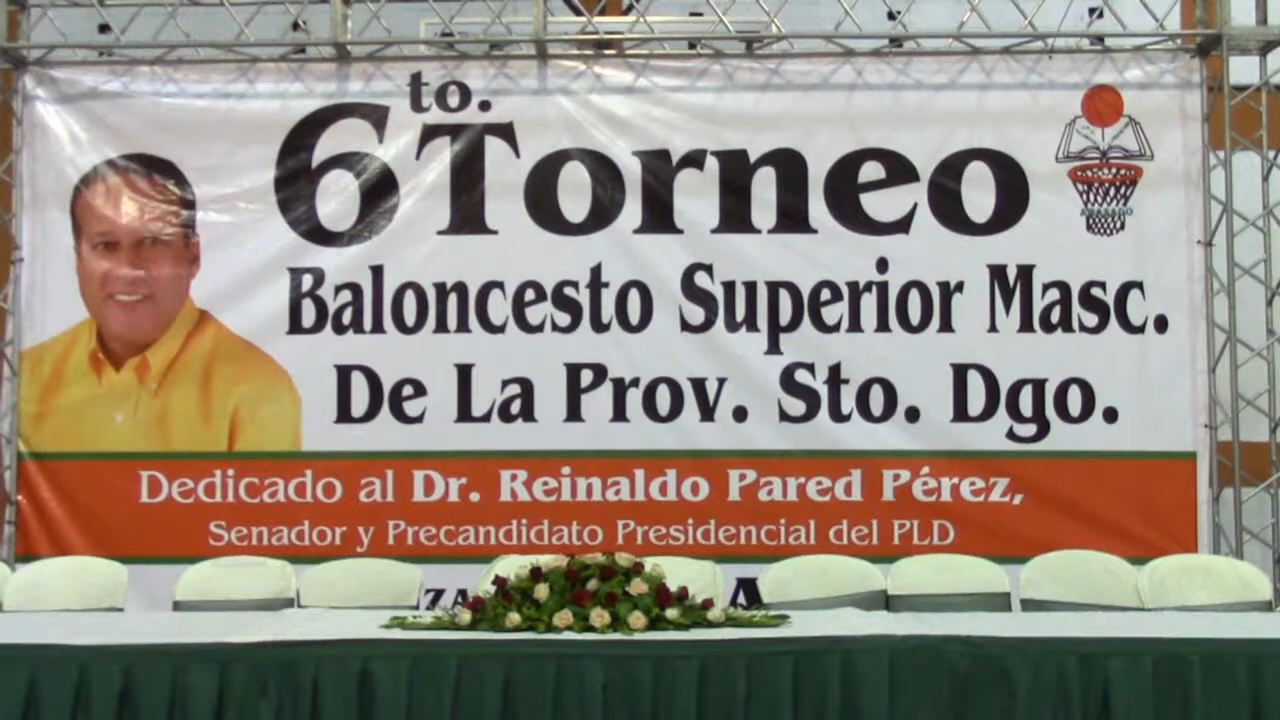 6to. Torneo
Baloncesto Superior Masc.
De La Prov. Sto. Dgo.
Dedicado al Dr. Reinaldo Pared Pérez,
Senador y Precandidato Presidencial del PLD